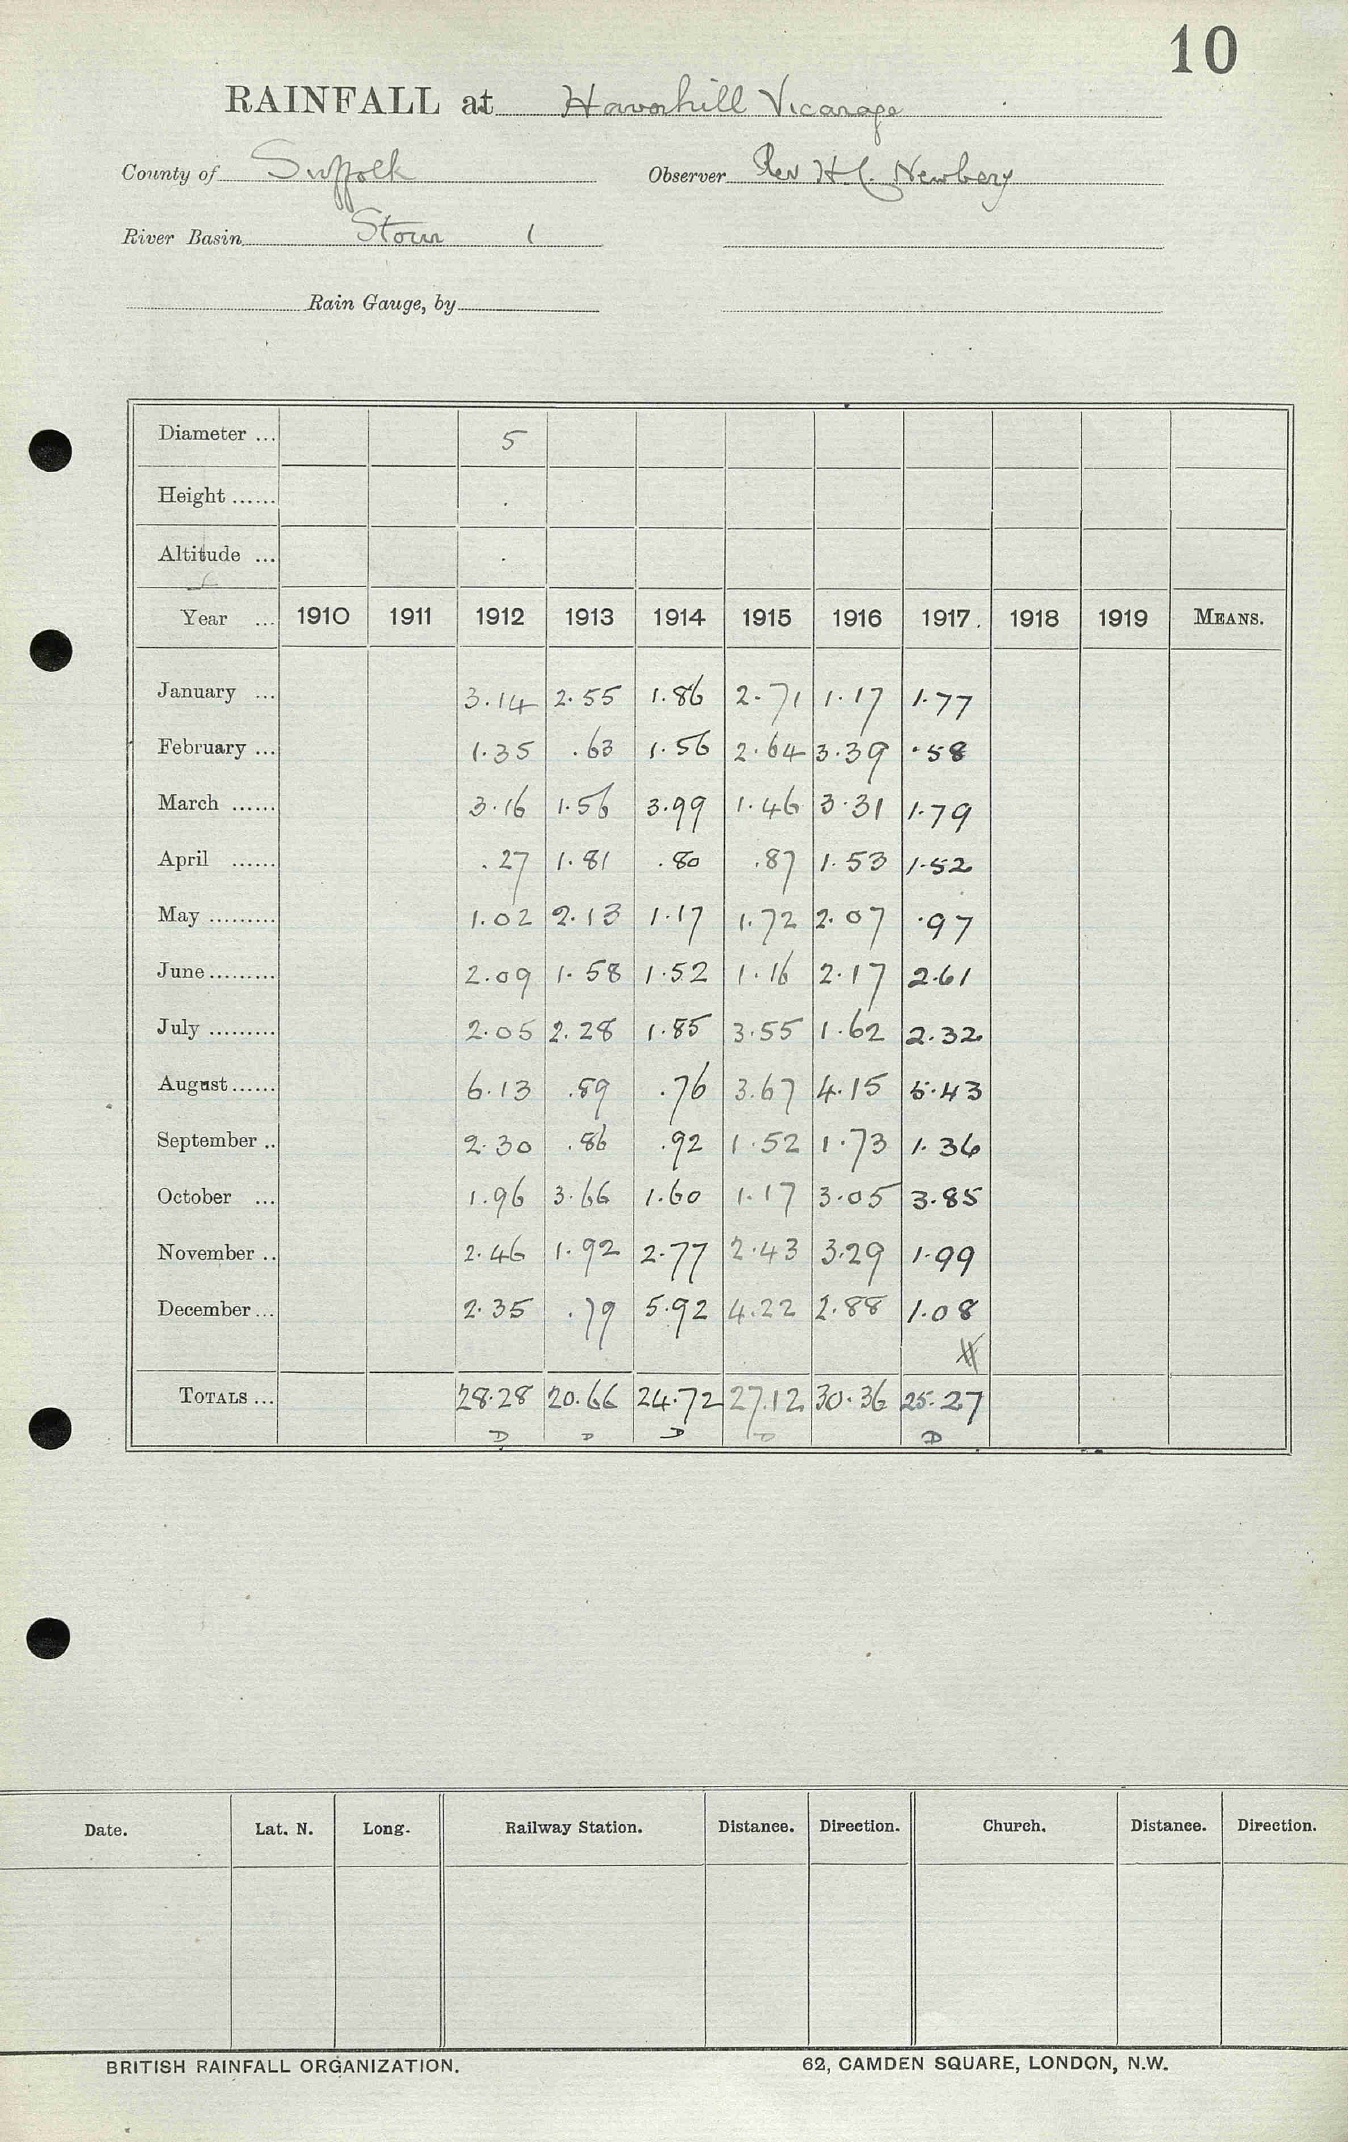 10
RAINFALL at Haverhill Vicarage
County of Suffolk Observer Rev H.C. Newbery
River Basin Stour 1
Rain Gauge, by
Diameter ... 5
Height ......
Altitude ...
Year ... 1910 1911 1912 1913 1914 1915 1916 1917. 1918 1919 MEANS.
January ... 3.14 2.55 1.86 2.71 1.17 1.77
February ... 1.35 .63 1.56 2.64 3.39 .58
March ...... 3.16 1.56 3.99 1.46 3.31 1.79
April ...... .27 1.81 .80 .87 1.53 1.52
May ......... 1.02 2.13 1.17 1.72 2.07 .97
June ......... 2.09 1.58 1.52 1.16 2.17 2.61
July ......... 2.05 2.28 1.85 3.55 1.62 2.32
August ...... 6.13 .89 .76 3.67 4.15 5.43
September .. 2.30 .86 .92 1.52 1.73 1.36
October ... 1.96 3.66 1.60 1.17 3.05 3.85
November .. 2.46 1.92 2.77 2.43 3.29 1.99
December ... 2.35 .79 5.92 4.22 2.88 1.08
TOTALS ... 28.28 20.66 24.72 27.12 30.36 25.27
D D D D D
Date. Lat. N. Long. Railway Station. Distance. Direction. Church. Distance. Direction.
BRITISH RAINFALL ORGANIZATION. 62, CAMDEN SQUARE, LONDON, N.W.